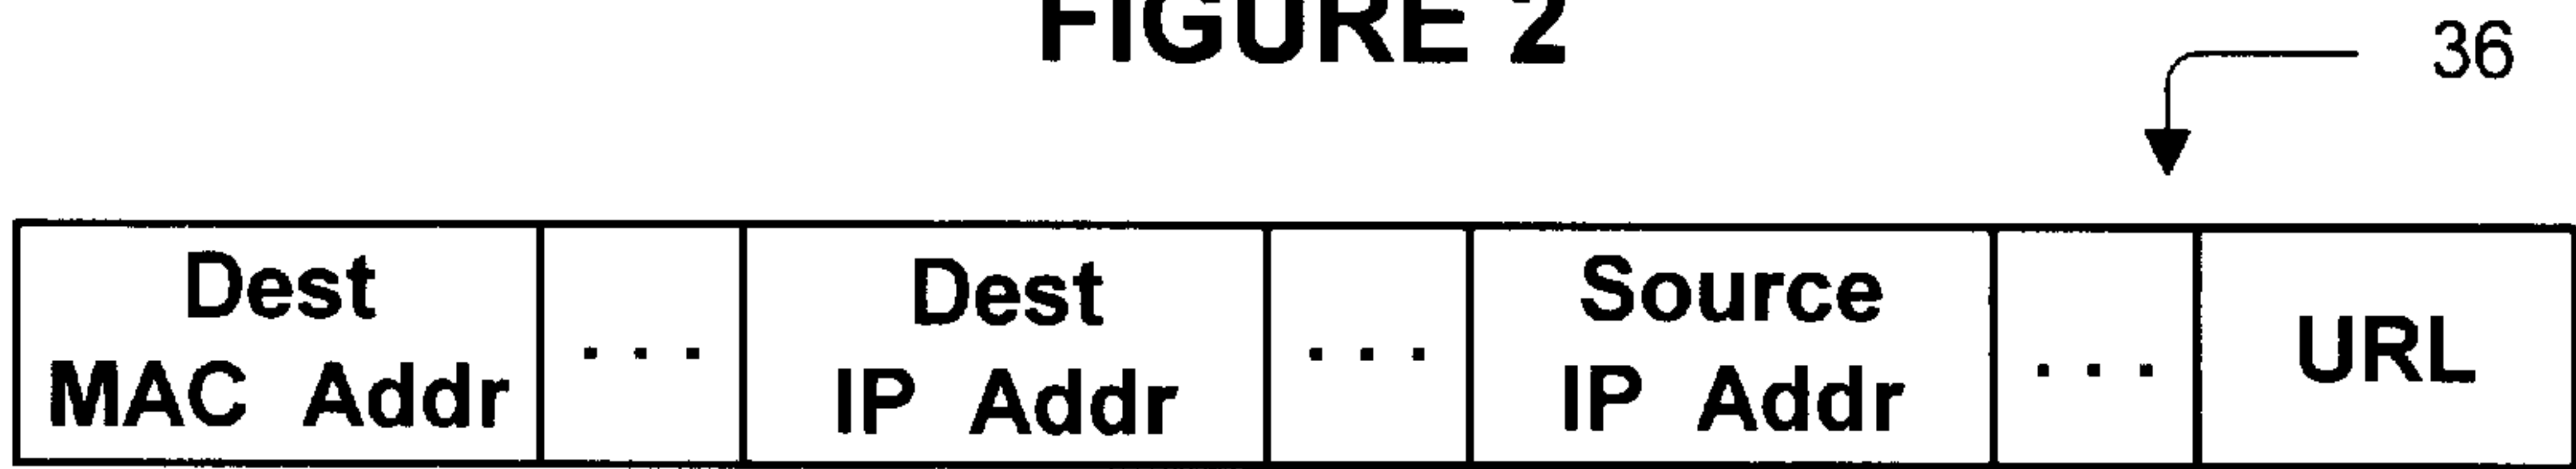 FIGURE 2
36
Dest MAC Addr
. . .
Dest IP Addr
. . .
Source IP Addr
. . .
URL